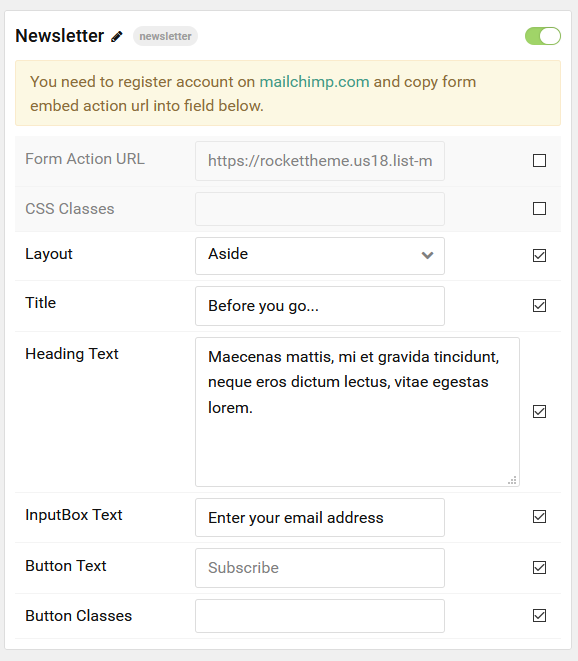 Newsletter newsletter
You need to register account on mailchimp.com and copy form
embed action url into field below.
Form Action URL https://rockettheme.us18.list-m
CSS Classes
Layout Aside
Title Before you go...
Heading Text Maecenas mattis, mi et gravida tincidunt,
neque eros dictum lectus, vitae egestas
lorem.
InputBox Text Enter your email address
Button Text Subscribe
Button Classes